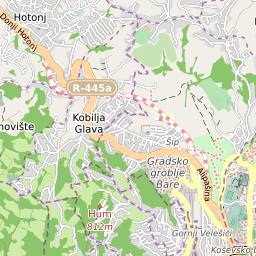 Hotonj
Donji Hotonj
R-445a
Kobilja
Glava
novište
Šip
Gradsko
groblje
Bare
Alipašina
Hum
812m
Gornji Velešići
Koševsko b